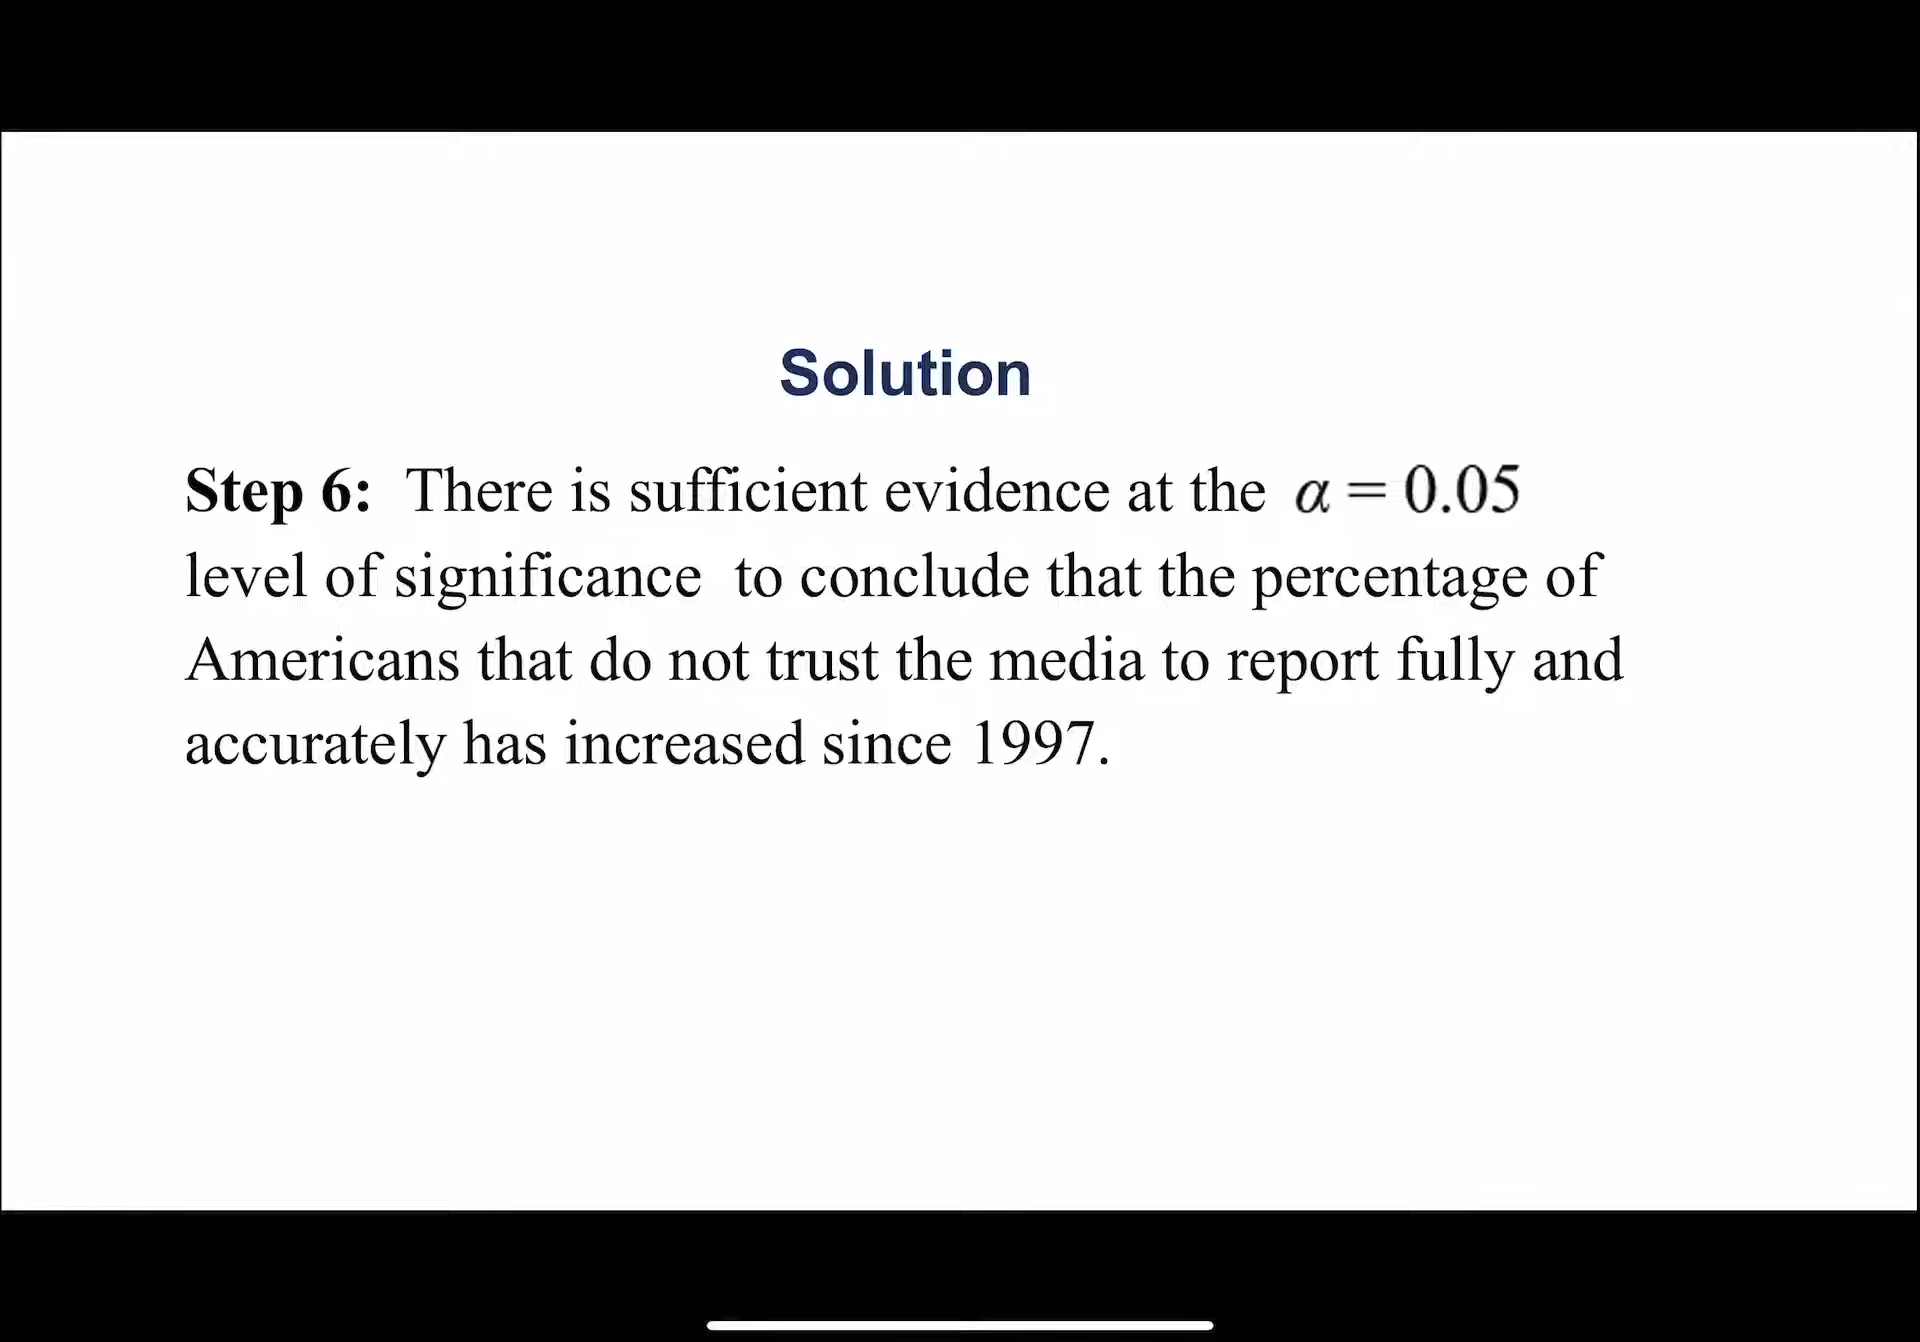 Solution
Step 6: There is sufficient evidence at the α = 0.05
level of significance to conclude that the percentage of
Americans that do not trust the media to report fully and
accurately has increased since 1997.